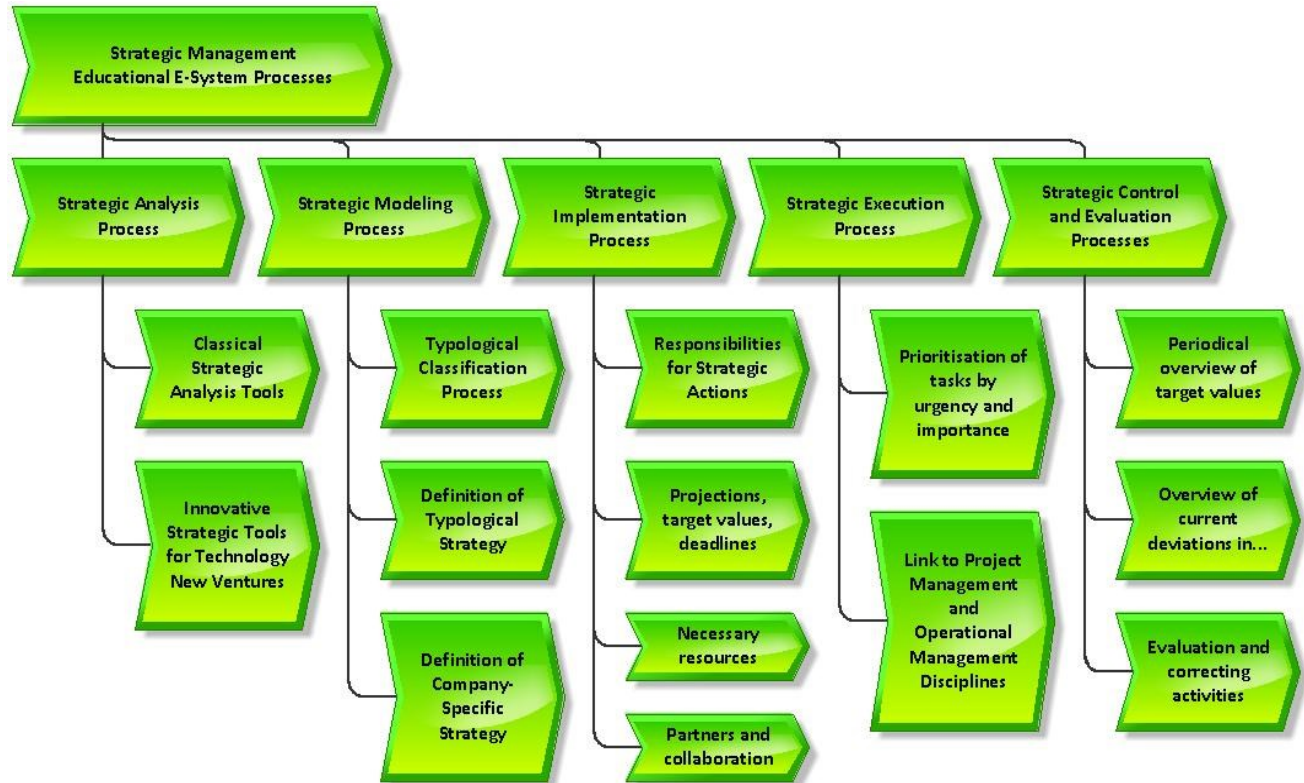 Strategic Management
Educational E-System Processes
Strategic Analysis
Process
Strategic Modeling
Process
Strategic
Implementation
Process
Strategic Execution
Process
Strategic Control
and Evaluation
Processes
Classical
Strategic
Analysis Tools
Innovative
Strategic Tools
for Technology
New Ventures
Typological
Classification
Process
Definition of
Typological
Strategy
Definition of
Company-
Specific
Strategy
Responsibilities
for Strategic
Actions
Projections,
target values,
deadlines
Necessary
resources
Partners and
collaboration
Prioritisation of
tasks by
urgency and
importance
Link to Project
Management
and
Operational
Management
Disciplines
Periodical
overview of
target values
Overview of
current
deviations in...
Evaluation and
correcting
activities